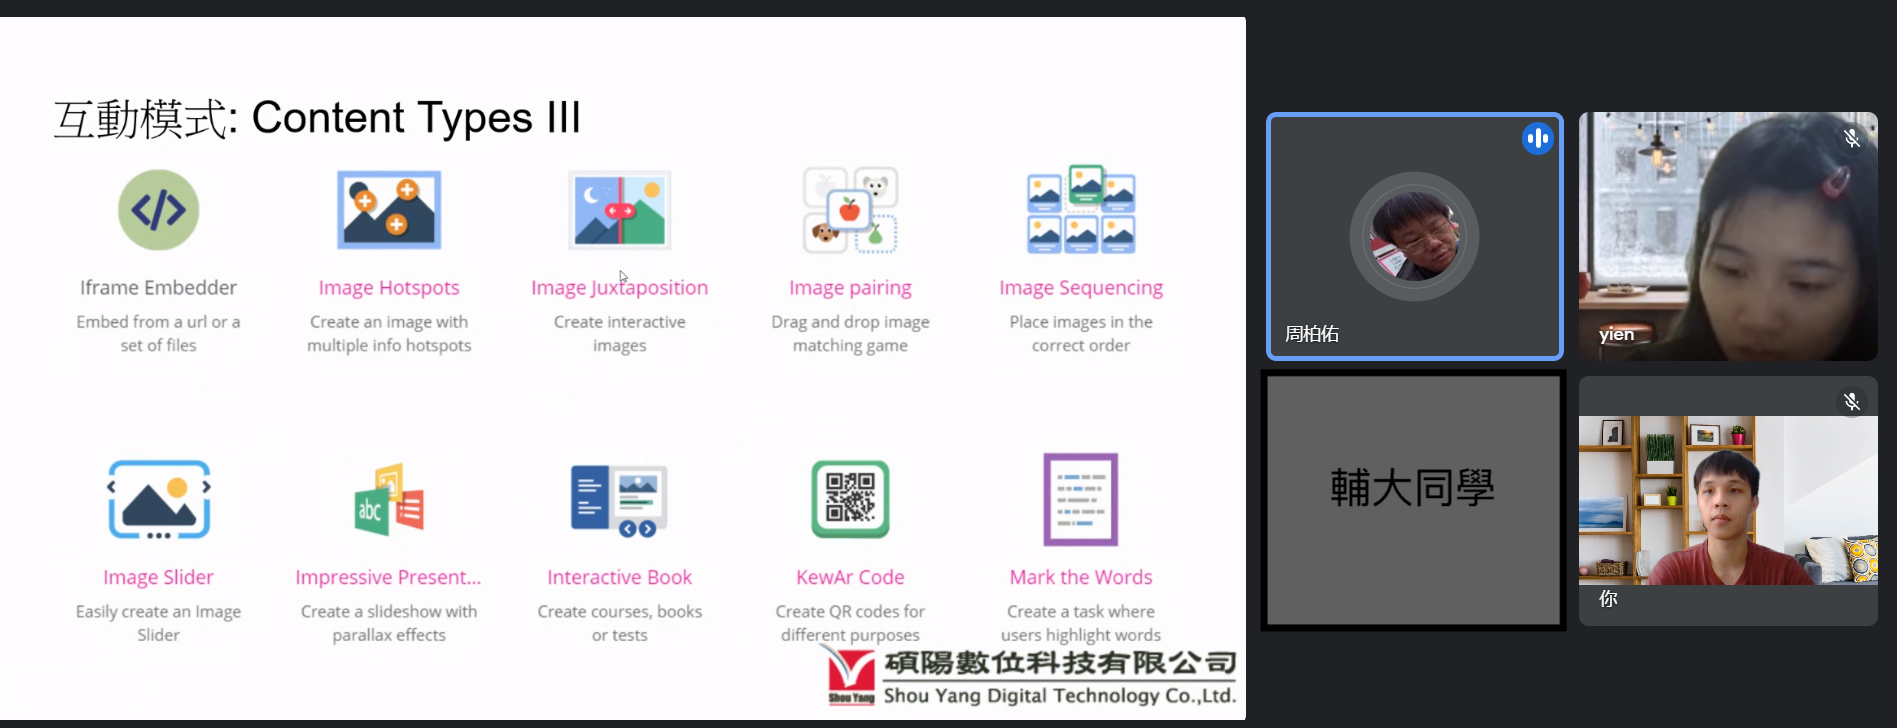 互動模式: Content Types III
Iframe Embedder
Embed from a url or a
set of files
Image Hotspots
Create an image with
multiple info hotspots
Image Juxtaposition
Create interactive
images
Image pairing
Drag and drop image
matching game
Image Sequencing
Place images in the
correct order
abc
Image Slider
Easily create an Image
Slider
Impressive Present...
Create a slideshow with
parallax effects
Interactive Book
Create courses, books
or tests
KewAr Code
Create QR codes for
different purposes
Mark the Words
Create a task where
users highlight words
Shou Yang
碩陽數位科技有限公司
Shou Yang Digital Technology Co.,Ltd.
周柏佑
yien
輔大同學
你